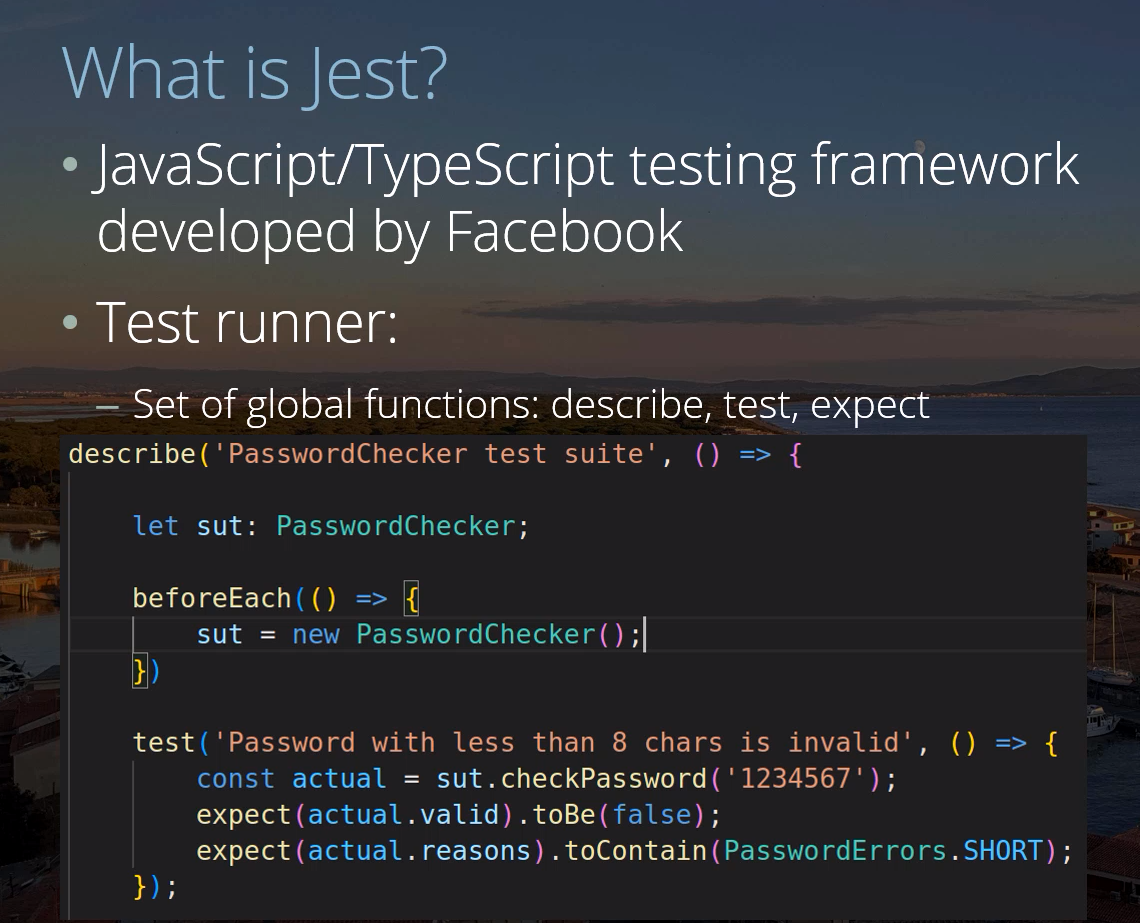 What is Jest?
• JavaScript/TypeScript testing framework
developed by Facebook
• Test runner:
– Set of global functions: describe, test, expect
describe('PasswordChecker test suite', () => {
let sut: PasswordChecker;
beforeEach(() => {
sut = new PasswordChecker();
})
test('Password with less than 8 chars is invalid', () => {
const actual = sut.checkPassword('1234567');
expect(actual.valid).toBe(false);
expect(actual.reasons).toContain(PasswordErrors.SHORT);
});